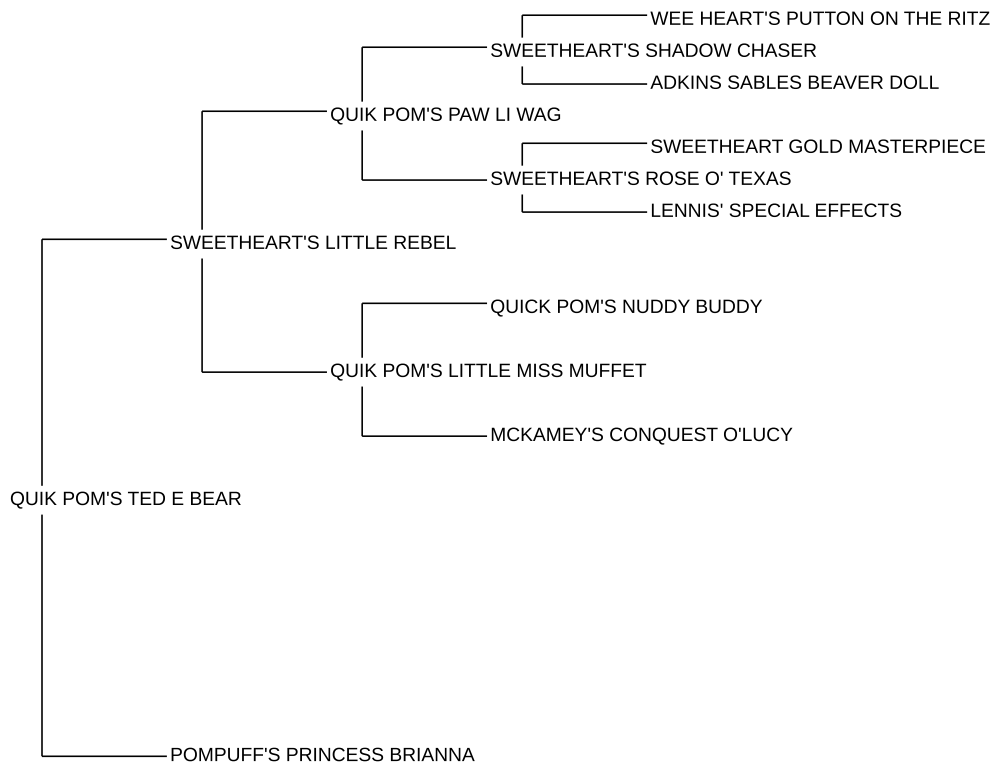 WEE HEART'S PUTTON ON THE RITZ
SWEETHEART'S SHADOW CHASER
ADKINS SABLES BEAVER DOLL
QUIK POM'S PAW LI WAG
SWEETHEART GOLD MASTERPIECE
SWEETHEART'S ROSE O' TEXAS
LENNIS' SPECIAL EFFECTS
SWEETHEART'S LITTLE REBEL
QUICK POM'S NUDDY BUDDY
QUIK POM'S LITTLE MISS MUFFET
MCKAMEY'S CONQUEST O'LUCY
QUIK POM'S TED E BEAR
POMPUFF'S PRINCESS BRIANNA